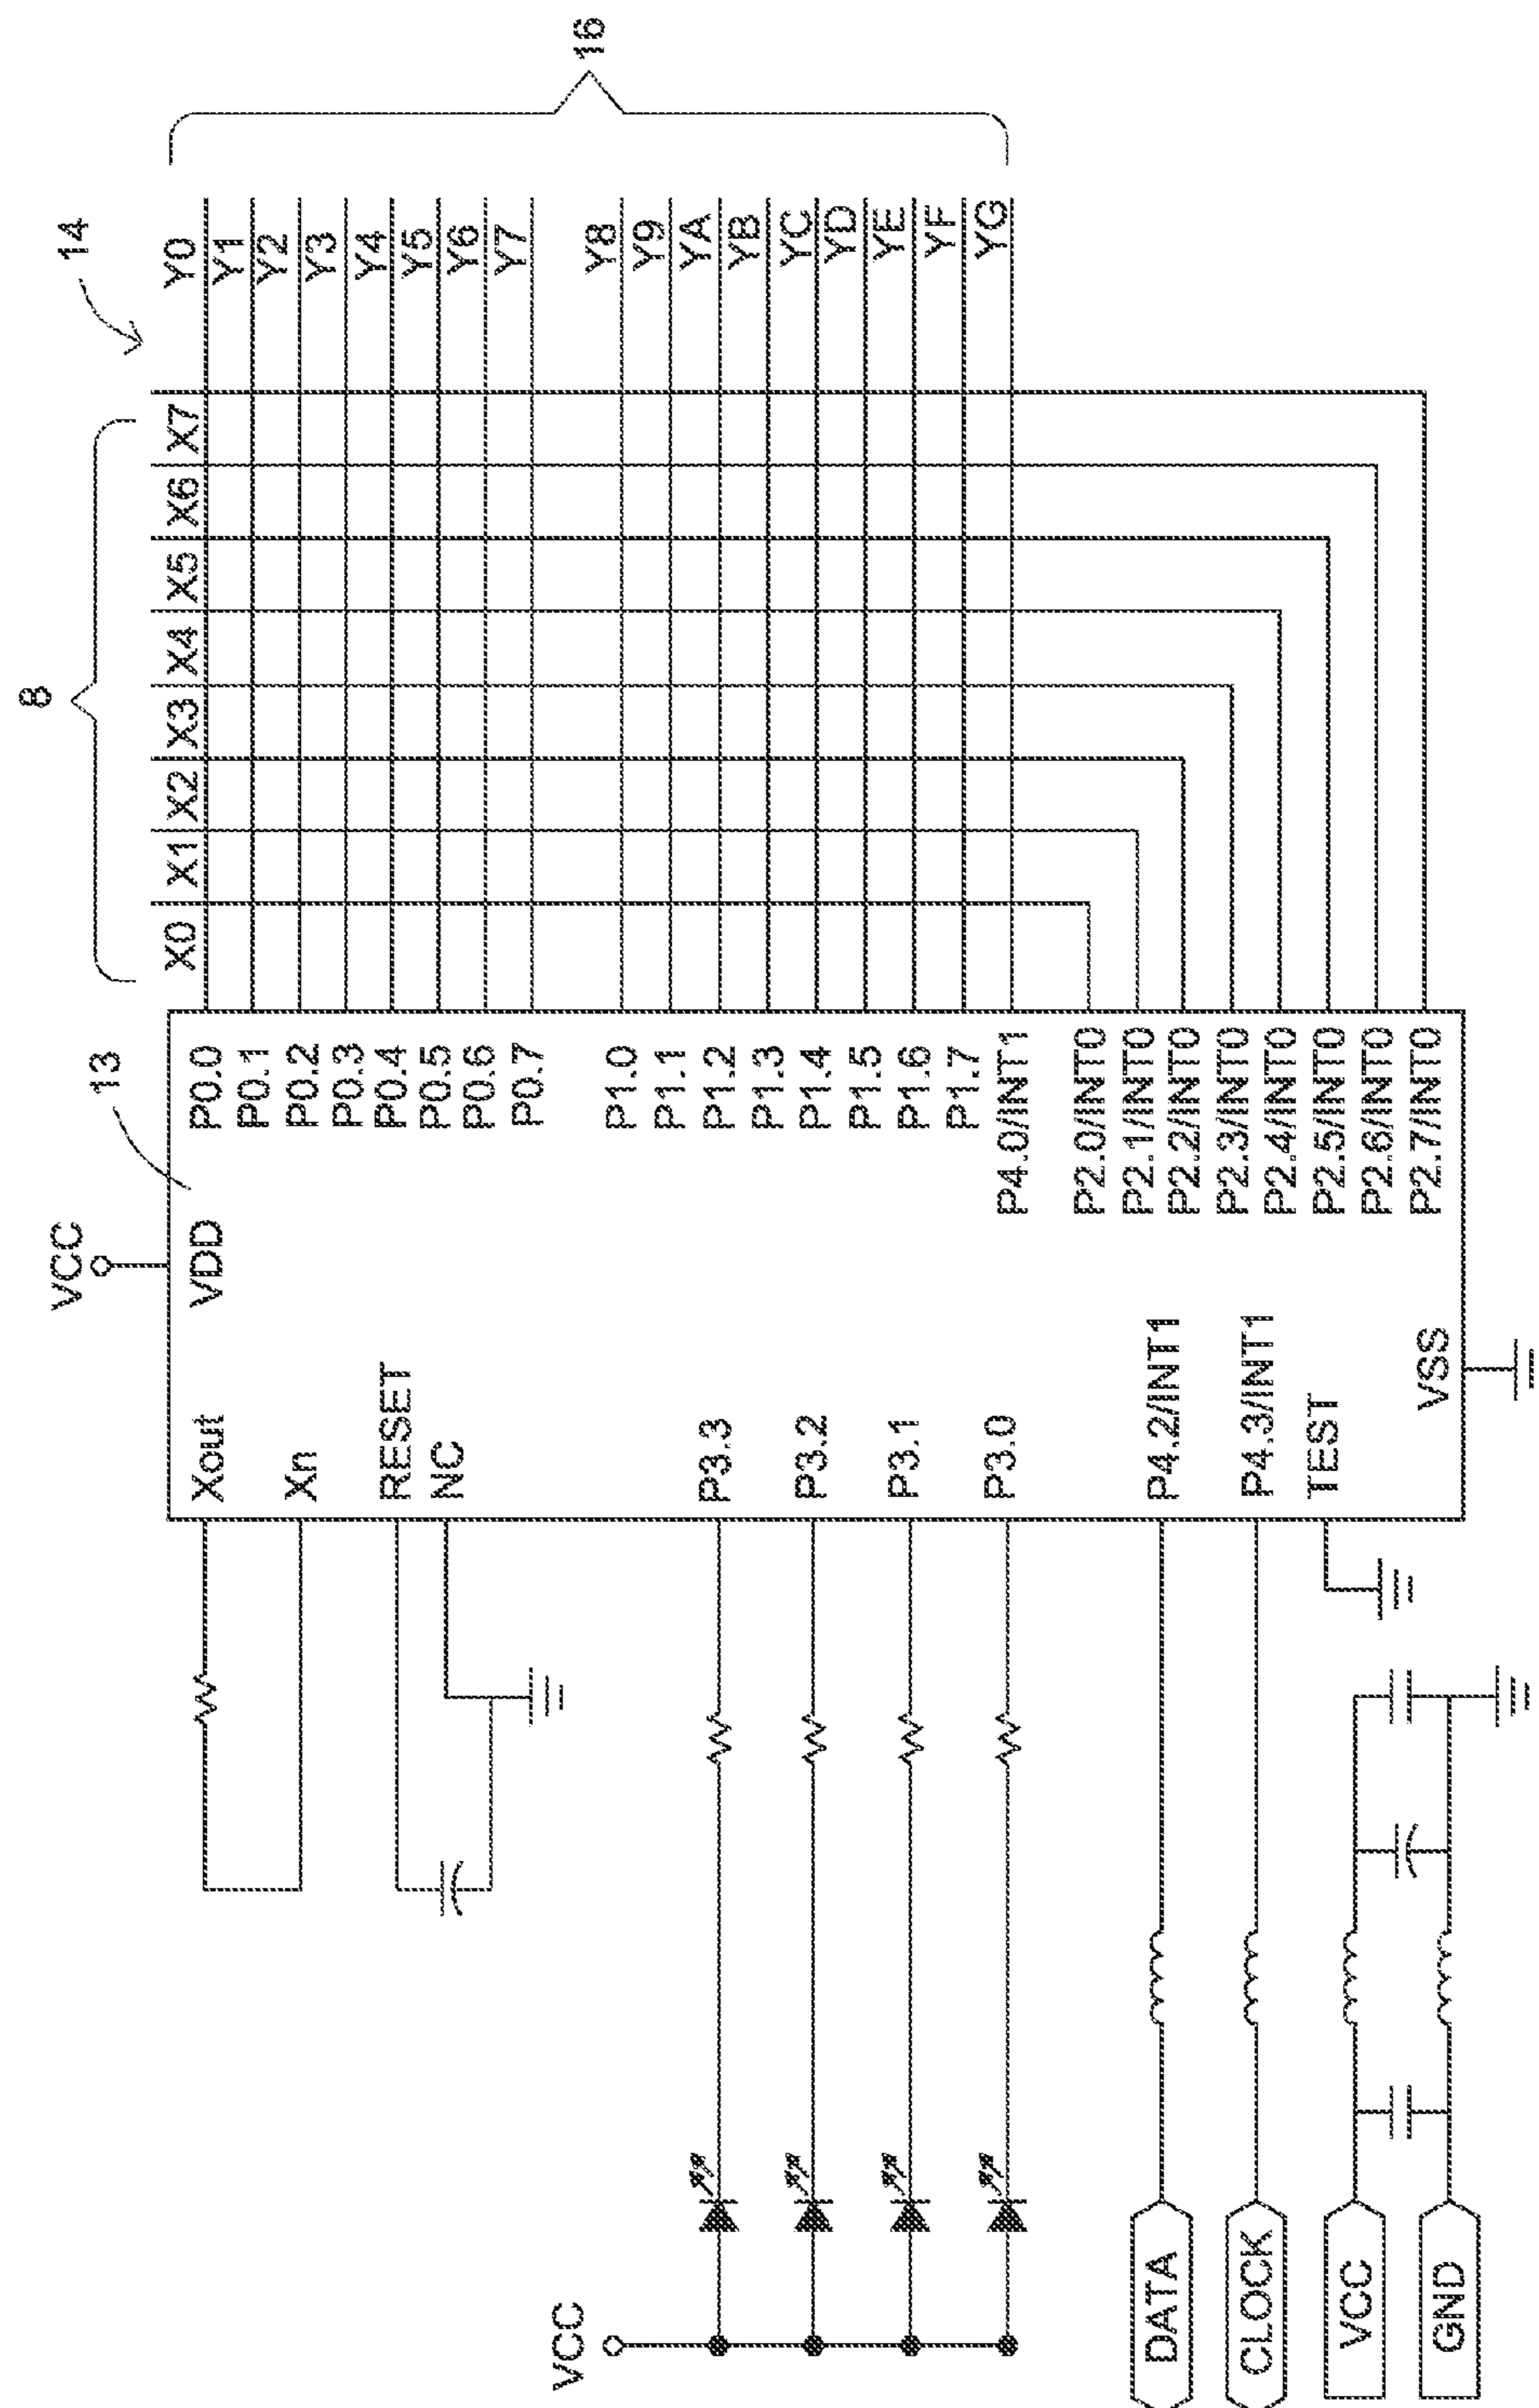 8
14
16
X0 X1 X2 X3 X4 X5 X6 X7
Y0
Y1
Y2
Y3
Y4
Y5
Y6
Y7
Y8
Y9
YA
YB
YC
YD
YE
YF
YG
VCC
13
VDD
Xout
Xn
RESET
NC
P3.3
P3.2
P3.1
P3.0
P4.2/INT1
P4.3/INT1
TEST
VSS
P0.0
P0.1
P0.2
P0.3
P0.4
P0.5
P0.6
P0.7
P1.0
P1.1
P1.2
P1.3
P1.4
P1.5
P1.6
P1.7
P4.0/INT1
P2.0/INT0
P2.1/INT0
P2.2/INT0
P2.3/INT0
P2.4/INT0
P2.5/INT0
P2.6/INT0
P2.7/INT0
VCC
DATA
CLOCK
VCC
GND